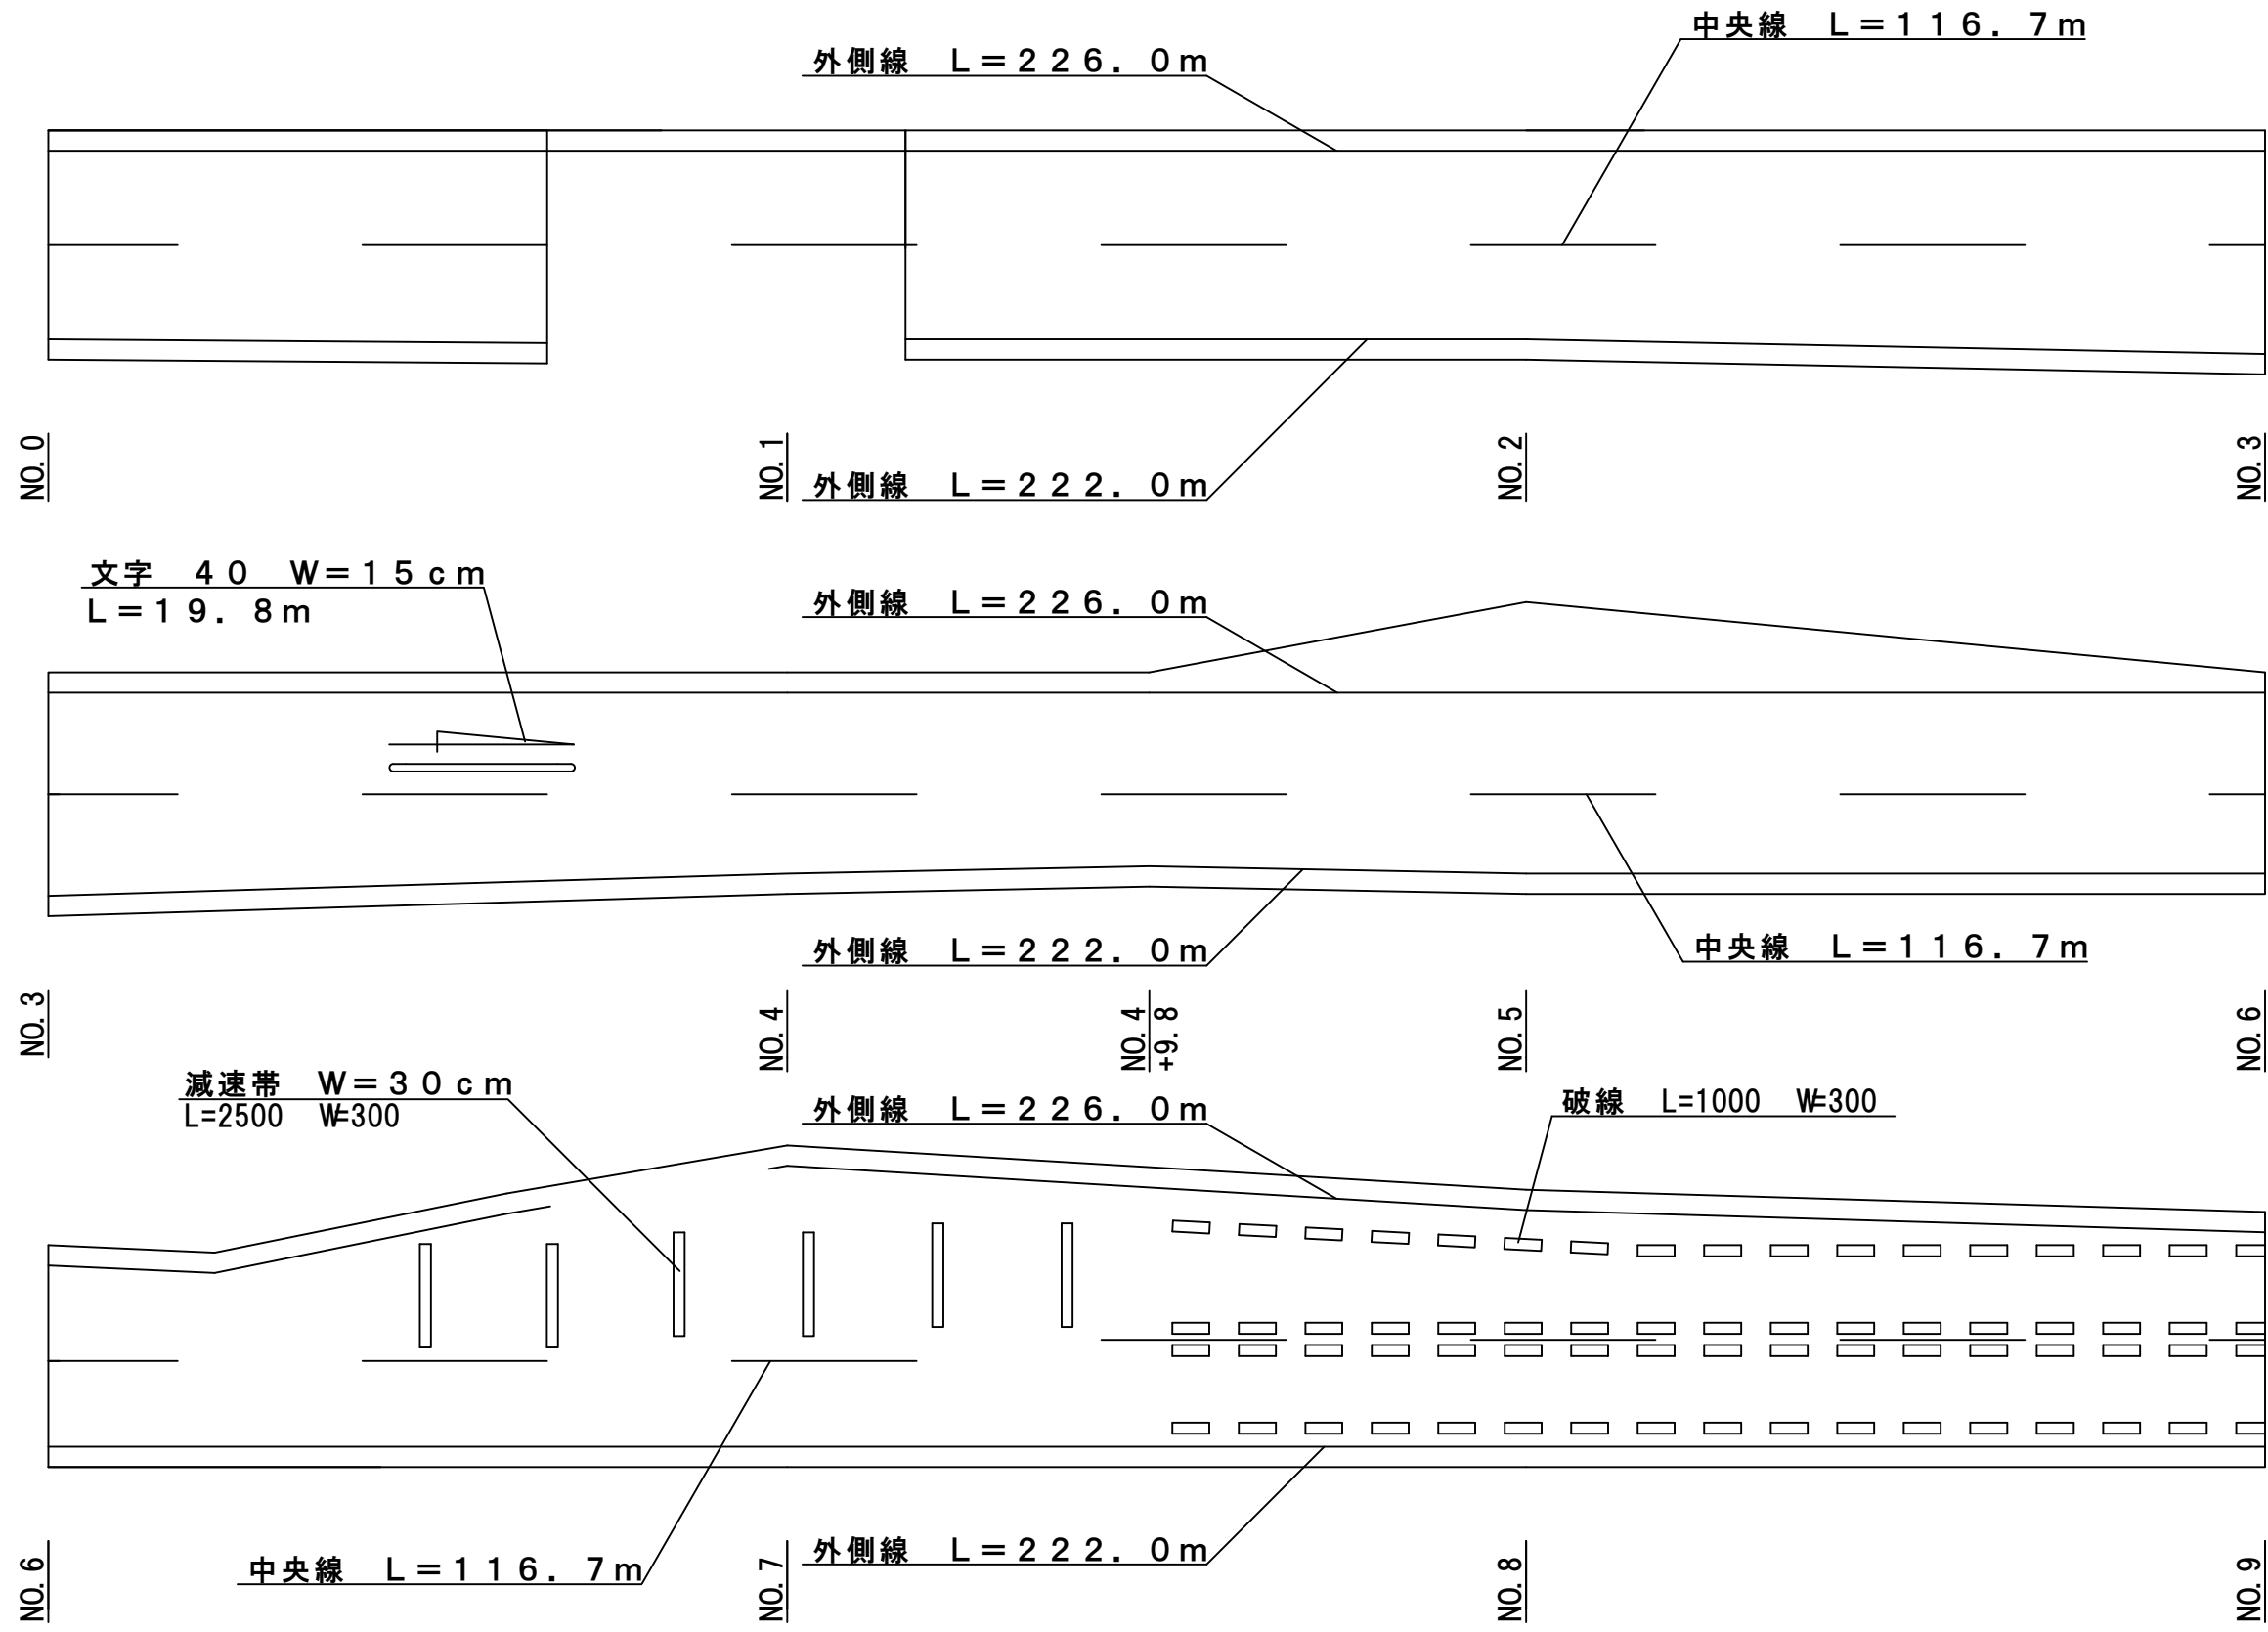 中央線　Ｌ＝１１６．７ｍ
外側線　Ｌ＝２２６．０ｍ
NO.0
NO.1
NO.2
NO.3
外側線　Ｌ＝２２２．０ｍ
文字　４０　Ｗ＝１５ｃｍ
Ｌ＝１９．８ｍ
外側線　Ｌ＝２２６．０ｍ
外側線　Ｌ＝２２２．０ｍ
中央線　Ｌ＝１１６．７ｍ
NO.3
NO.4
NO.4
+9.8
NO.5
NO.6
減速帯　Ｗ＝３０ｃｍ
L=2500　W=300
外側線　Ｌ＝２２６．０ｍ
破線　L=1000　W=300
外側線　Ｌ＝２２２．０ｍ
中央線　Ｌ＝１１６．７ｍ
NO.6
NO.7
NO.8
NO.9